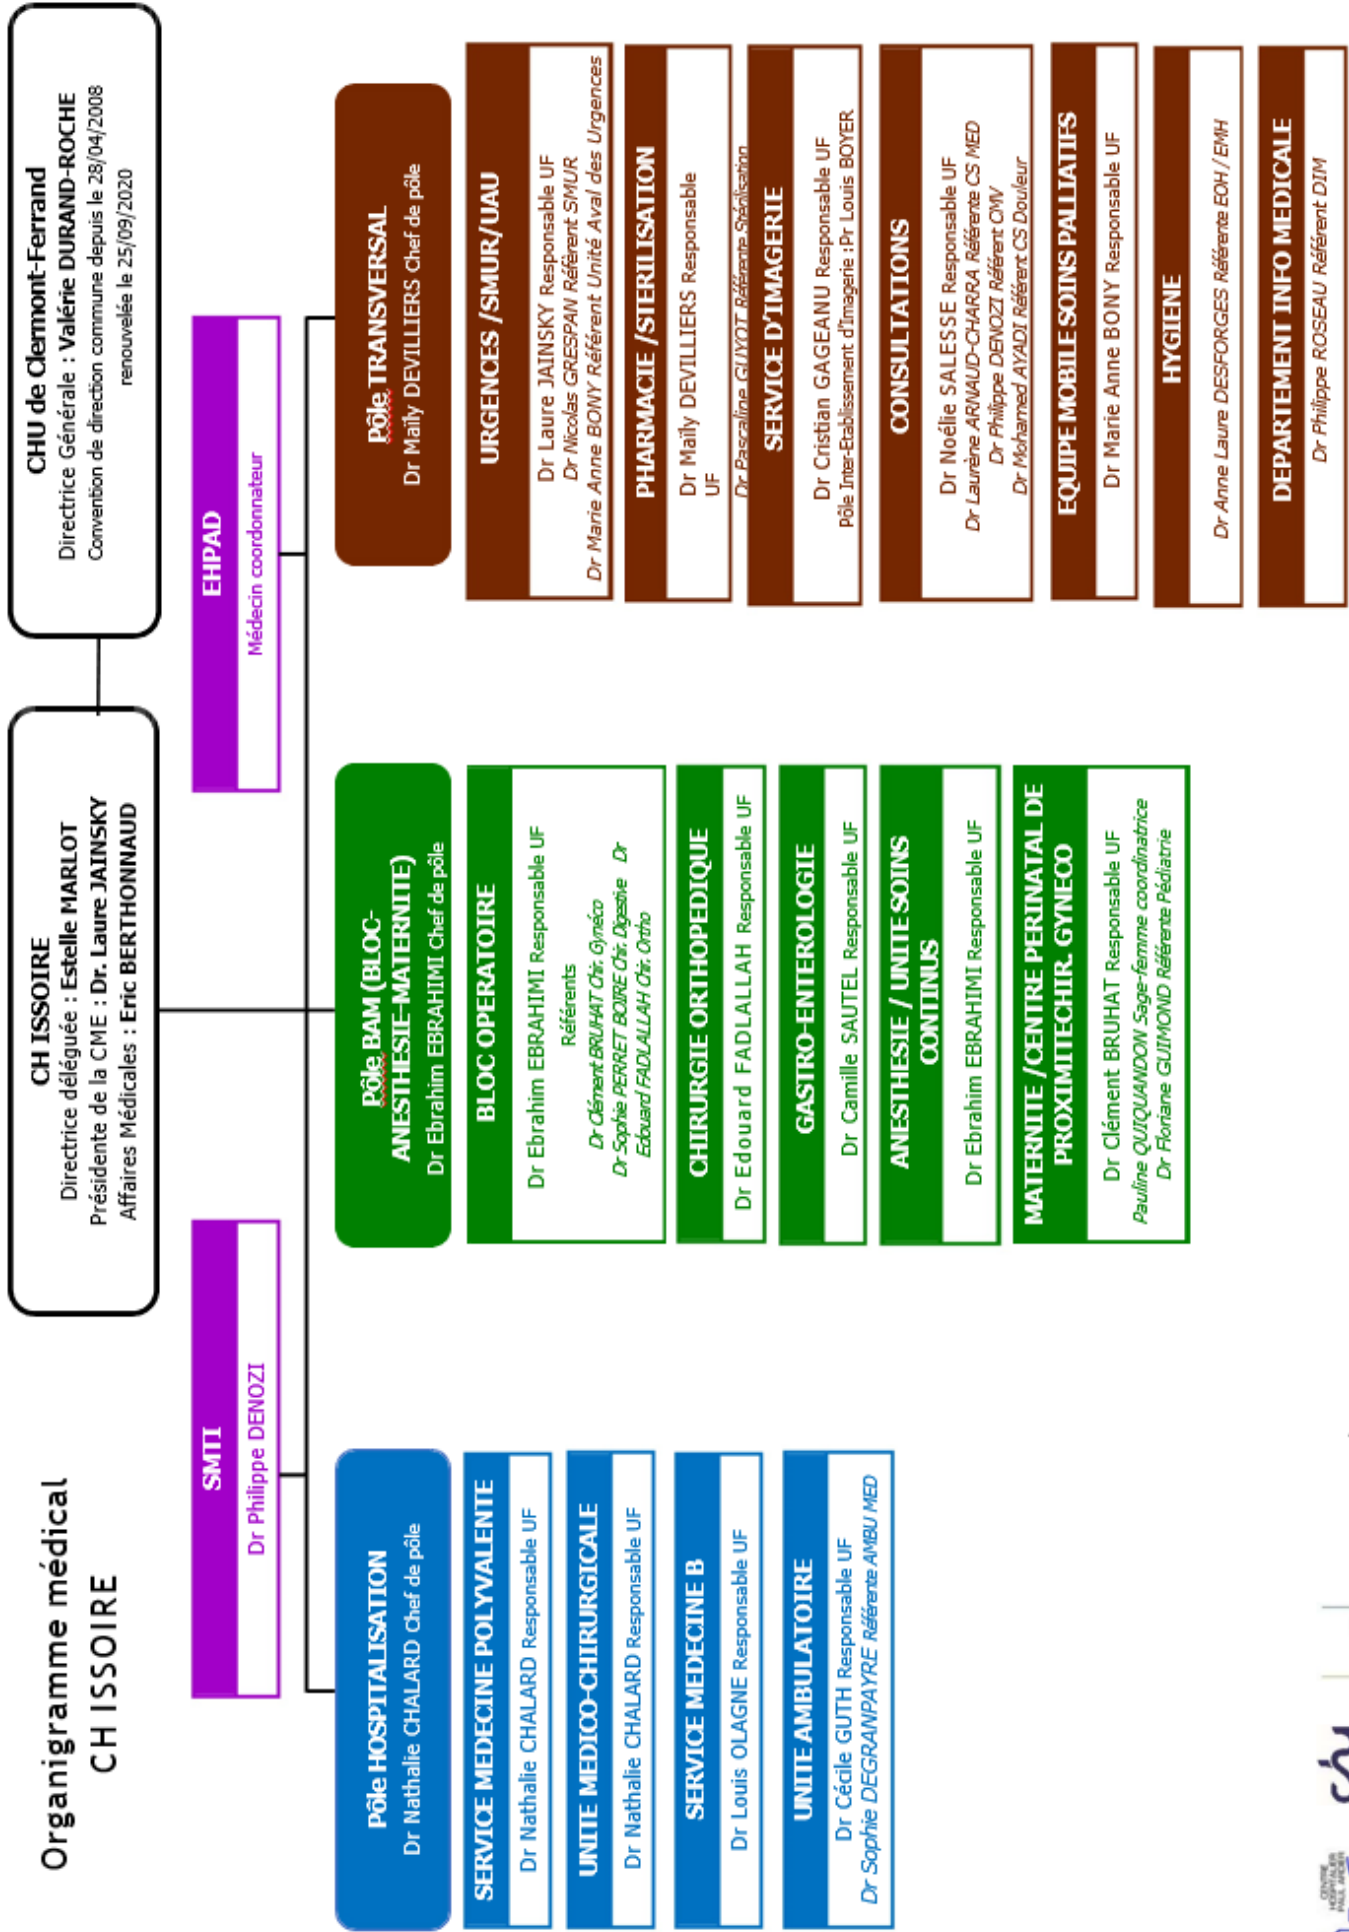 Organigramme médical
CH ISSOIRE
CH ISSOIRE
Directrice déléguée : Estelle MARLOT
Présidente de la CME : Dr. Laure JAINSKY
Affaires Médicales : Eric BERTHONNAUD
CHU de Clermont-Ferrand
Directrice Générale : Valérie DURAND-ROCHE
Convention de direction commune depuis le 28/04/2008
renouvelée le 25/09/2020
SMTI
Dr Philippe DENOZI
EHPAD
Médecin coordonnateur
Pôle HOSPITALISATION
Dr Nathalie CHALARD Chef de pôle
SERVICE MEDECINE POLYVALENTE
Dr Nathalie CHALARD Responsable UF
UNITE MEDICO-CHIRURGICALE
Dr Nathalie CHALARD Responsable UF
SERVICE MEDECINE B
Dr Louis OLAGNE Responsable UF
UNITE AMBULATOIRE
Dr Cécile GUTH Responsable UF
Dr Sophie DEGRANPAYRE Référente AMBU MED
Pôle BAM (BLOC-
ANESTHESIE-MATERNITE)
Dr Ebrahim EBRAHIMI Chef de pôle
BLOC OPERATOIRE
Dr Ebrahim EBRAHIMI Responsable UF
Référents
Dr Clément BRUHAT Chir. Gynéco
Dr Sophie PERRET BOIRE Chir. Digestive Dr
Edouard FADLALLAH Chir. Ortho
CHIRURGIE ORTHOPEDIQUE
Dr Edouard FADLALLAH Responsable UF
GASTRO-ENTEROLOGIE
Dr Camille SAUTEL Responsable UF
ANESTHESIE / UNITE SOINS
CONTINUS
Dr Ebrahim EBRAHIMI Responsable UF
MATERNITE /CENTRE PERINATAL DE
PROXIMITECHIR. GYNECO
Dr Clément BRUHAT Responsable UF
Pauline QUIQUANDON Sage-femme coordinatrice
Dr Floriane GUIMOND Référente Pédiatrie
Pôle TRANSVERSAL
Dr Mailly DEVILLIERS Chef de pôle
URGENCES /SMUR/UAU
Dr Laure JAINSKY Responsable UF
Dr Nicolas GRESPAN Référent SMUR
Dr Marie Anne BONY Référent Unité Aval des Urgences
PHARMACIE /STERILISATION
Dr Mailly DEVILLIERS Responsable
UF
Dr Pascaline GUYOT Référente Stérilisation
SERVICE D'IMAGERIE
Dr Cristian GAGEANU Responsable UF
Pôle Inter-Etablissement d'Imagerie :Pr Louis BOYER
CONSULTATIONS
Dr Noélie SALESSE Responsable UF
Dr Laurène ARNAUD-CHARRA Référente CS MED
Dr Philippe DENOZI Référent CMV
Dr Mohamed AYADI Référent CS Douleur
EQUIPE MOBILE SOINS PALLIATIFS
Dr Marie Anne BONY Responsable UF
HYGIENE
Dr Anne Laure DESFORGES Référente EOH / EMH
DEPARTEMENT INFO MEDICALE
Dr Philippe ROSEAU Référent DIM
CENTRE
HOSPITALIER
PAUL ARDIER